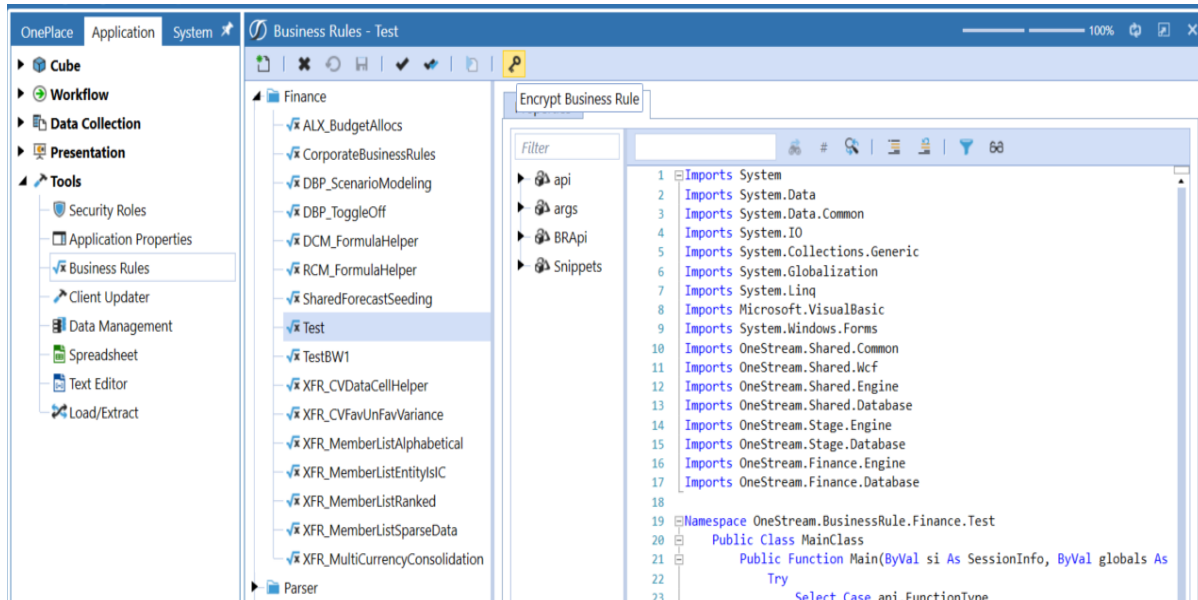 OnePlace Application System
Business Rules - Test
100%
Cube
Workflow
Data Collection
Presentation
Tools
Security Roles
Application Properties
Business Rules
Client Updater
Data Management
Spreadsheet
Text Editor
Load/Extract
Finance
ALX_BudgetAllocs
CorporateBusinessRules
DBP_ScenarioModeling
DBP_ToggleOff
DCM_FormulaHelper
RCM_FormulaHelper
SharedForecastSeeding
Test
TestBW1
XFR_CVDataCellHelper
XFR_CVFavUnFavVariance
XFR_MemberListAlphabetical
XFR_MemberListEntityIsIC
XFR_MemberListRanked
XFR_MemberListSparseData
XFR_MultiCurrencyConsolidation
Parser
Encrypt Business Rule
Filter
api
args
BRApi
Snippets
#
1 Imports System
2 Imports System.Data
3 Imports System.Data.Common
4 Imports System.IO
5 Imports System.Collections.Generic
6 Imports System.Globalization
7 Imports System.Linq
8 Imports Microsoft.VisualBasic
9 Imports System.Windows.Forms
10 Imports OneStream.Shared.Common
11 Imports OneStream.Shared.Wcf
12 Imports OneStream.Shared.Engine
13 Imports OneStream.Shared.Database
14 Imports OneStream.Stage.Engine
15 Imports OneStream.Stage.Database
16 Imports OneStream.Finance.Engine
17 Imports OneStream.Finance.Database
18
19 Namespace OneStream.BusinessRule.Finance.Test
20 Public Class MainClass
21 Public Function Main(ByVal si As SessionInfo, ByVal globals As
22 Try
23 Select Case api.FunctionType